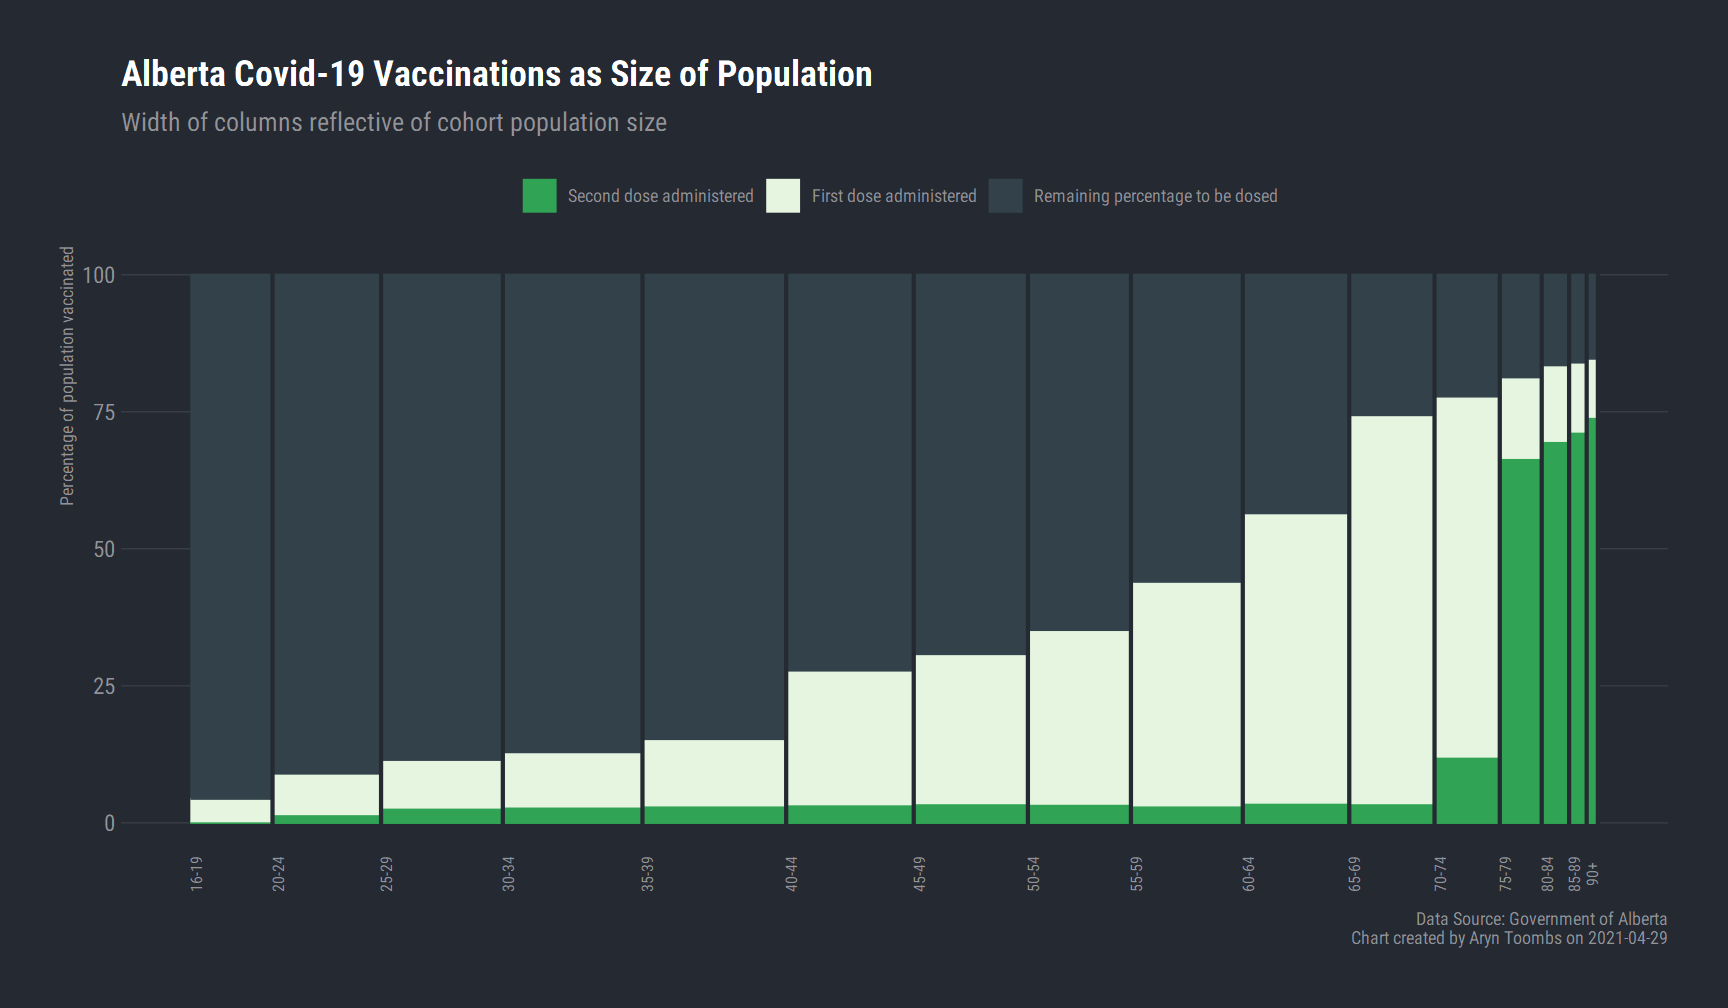 Alberta Covid-19 Vaccinations as Size of Population
Width of columns reflective of cohort population size
Second dose administered
First dose administered
Remaining percentage to be dosed
Percentage of population vaccinated
100
75
50
25
0
16-19
20-24
25-29
30-34
35-39
40-44
45-49
50-54
55-59
60-64
65-69
70-74
75-79
80-84
85-89
90+
Data Source: Government of Alberta
Chart created by Aryn Toombs on 2021-04-29